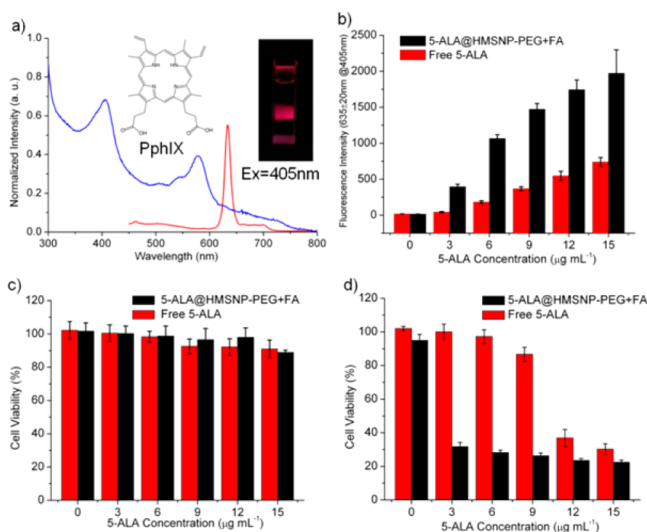 a)
PphIX
Ex=405nm
NH
HN
N
N
O
OH
O
OH
Normalized Intensity (a. u.)
1.0
0.8
0.6
0.4
0.2
0.0
300 400 500 600 700 800
Wavelength (nm)
b)
5-ALA@HMSNP-PEG+FA
Free 5-ALA
Fluorescence Intensity (635±20nm @405nm)
2500
2000
1500
1000
500
0
0 3 6 9 12 15
5-ALA Concentration (μg mL⁻¹)
c)
5-ALA@HMSNP-PEG+FA
Free 5-ALA
Cell Viability (%)
120
100
80
60
40
20
0
0 3 6 9 12 15
5-ALA Concentration (μg mL⁻¹)
d)
5-ALA@HMSNP-PEG+FA
Free 5-ALA
Cell Viability (%)
120
100
80
60
40
20
0
0 3 6 9 12 15
5-ALA Concentration (μg mL⁻¹)